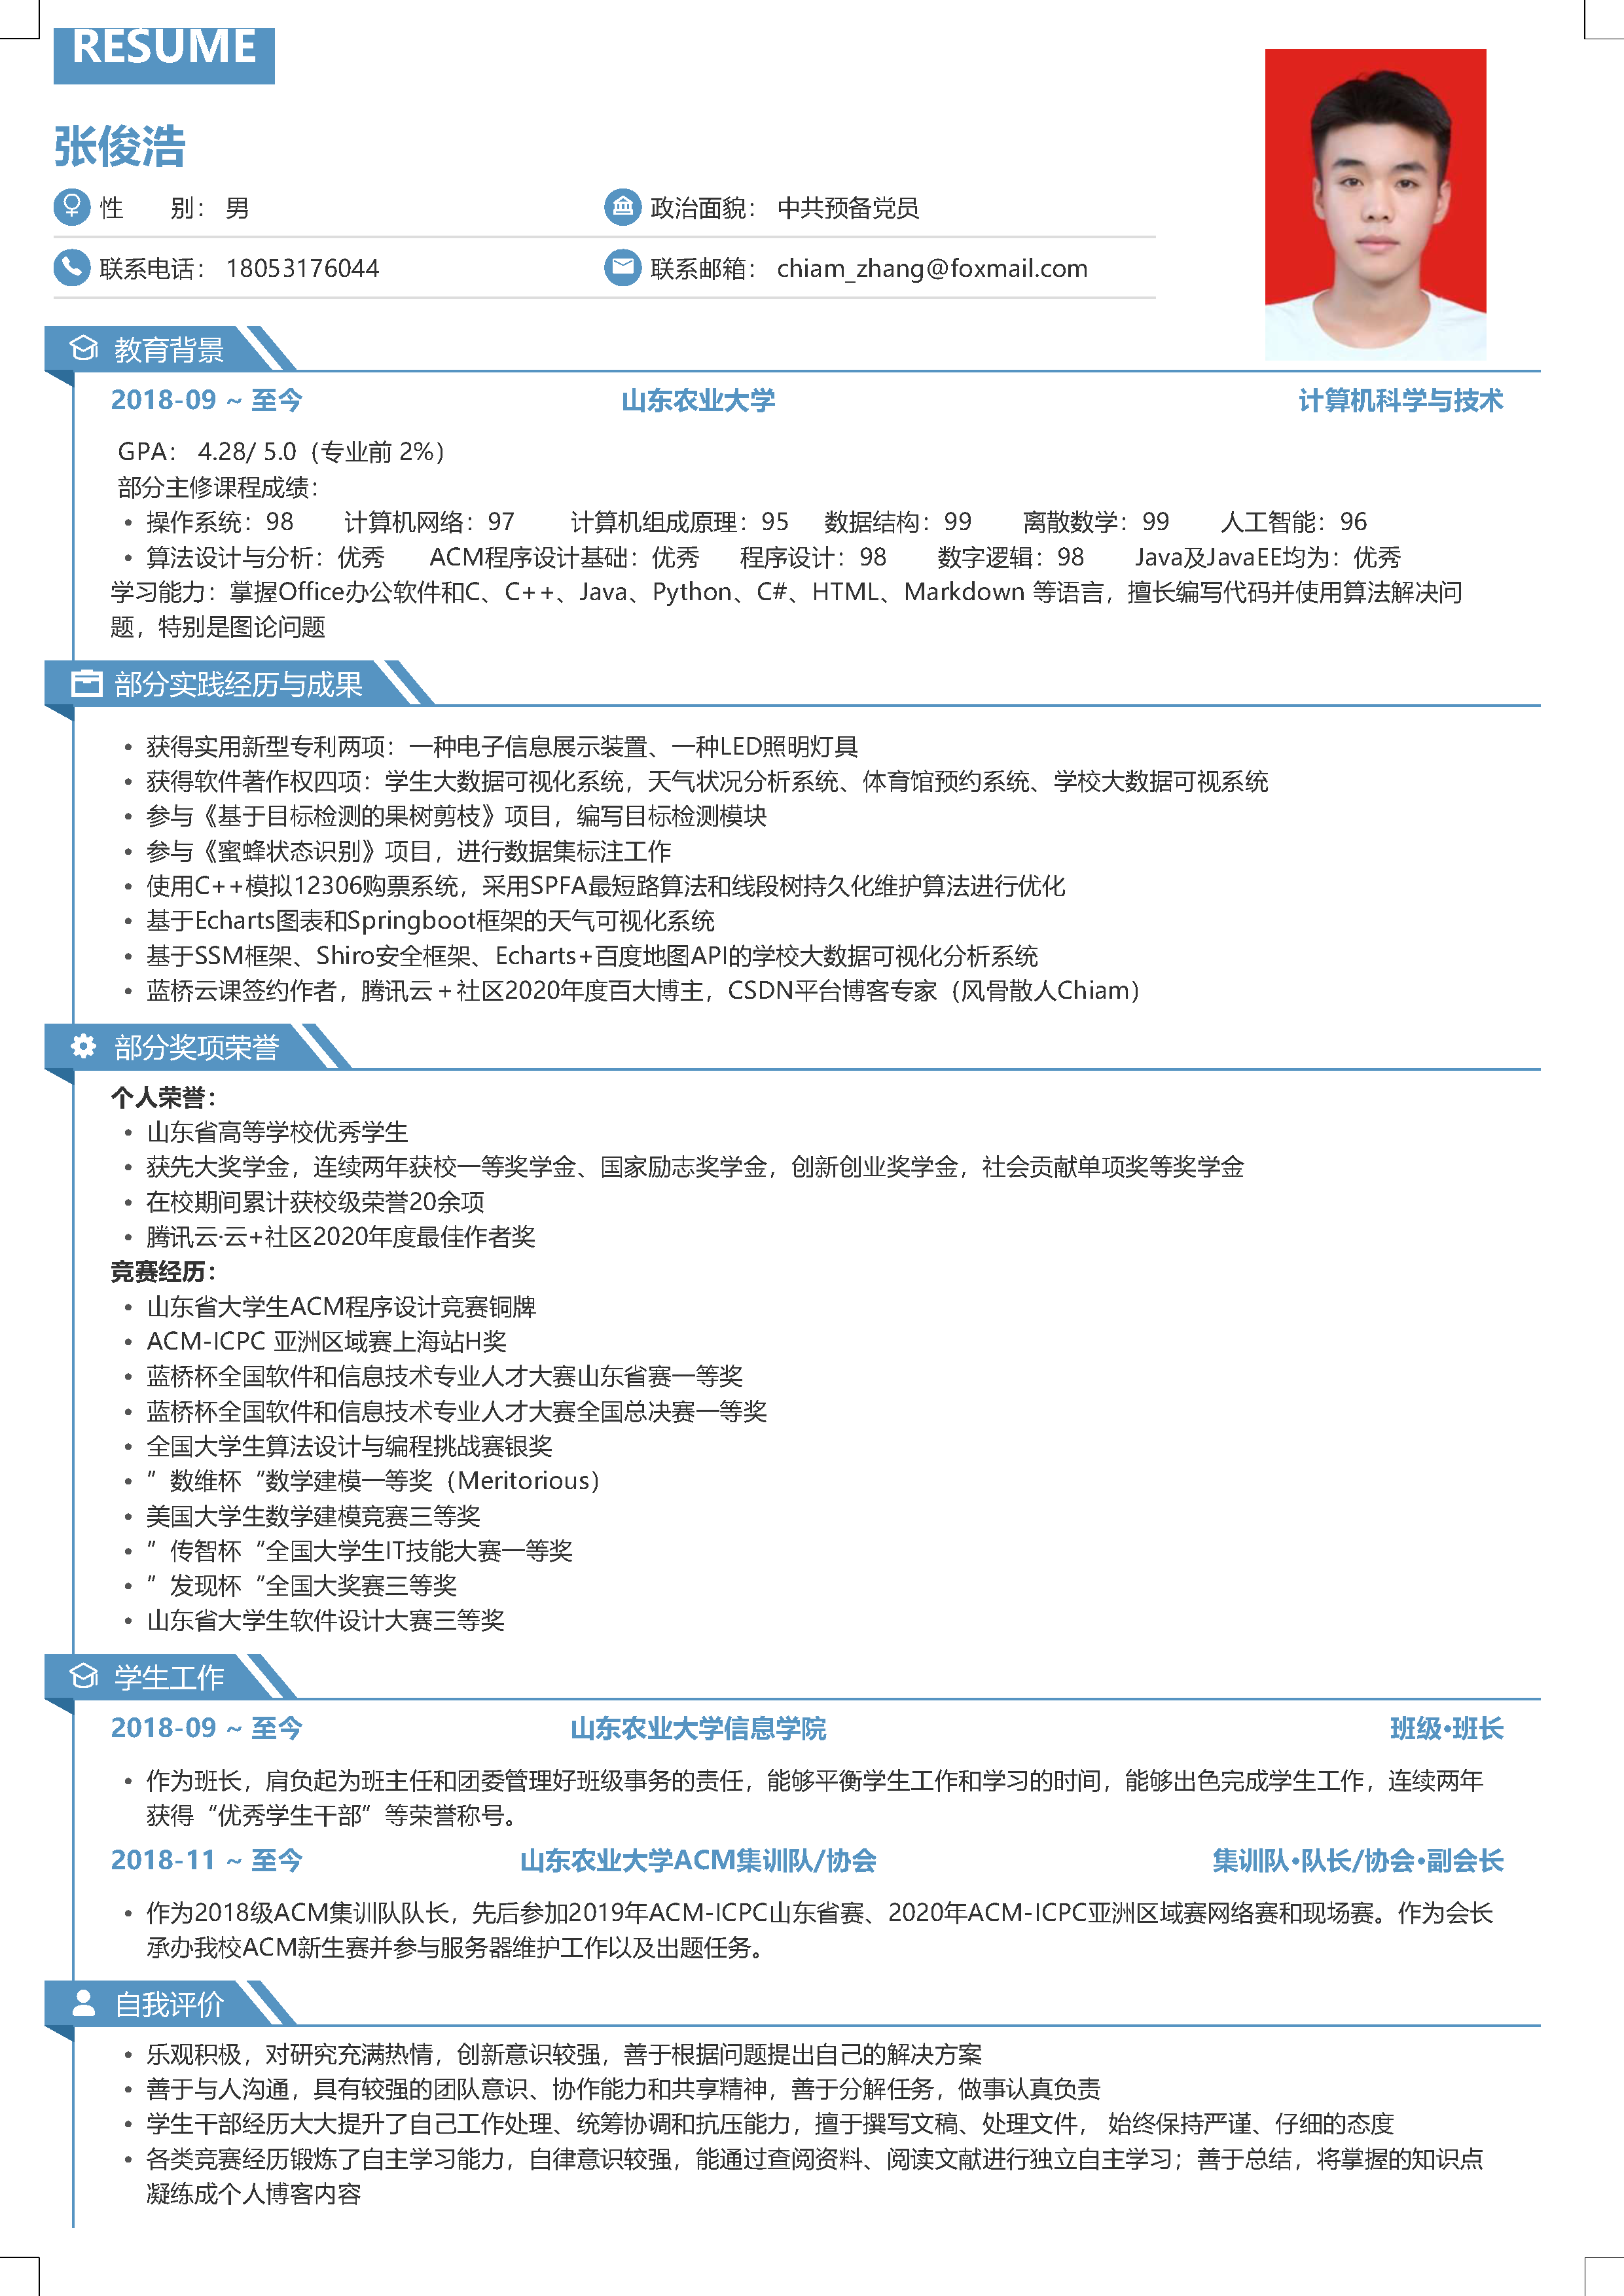 RESUME
张俊浩
性 别： 男 政治面貌： 中共预备党员
联系电话： 18053176044 联系邮箱： chiam_zhang@foxmail.com
教育背景
2018-09 ~ 至今 山东农业大学 计算机科学与技术
GPA： 4.28/ 5.0（专业前 2%）
部分主修课程成绩：
• 操作系统：98 计算机网络：97 计算机组成原理：95 数据结构：99 离散数学：99 人工智能：96
• 算法设计与分析：优秀 ACM程序设计基础：优秀 程序设计：98 数字逻辑：98 Java及JavaEE均为：优秀
学习能力：掌握Office办公软件和C、C++、Java、Python、C#、HTML、Markdown 等语言，擅长编写代码并使用算法解决问
题，特别是图论问题
部分实践经历与成果
• 获得实用新型专利两项：一种电子信息展示装置、一种LED照明灯具
• 获得软件著作权四项：学生大数据可视化系统，天气状况分析系统、体育馆预约系统、学校大数据可视系统
• 参与《基于目标检测的果树剪枝》项目，编写目标检测模块
• 参与《蜜蜂状态识别》项目，进行数据集标注工作
• 使用C++模拟12306购票系统，采用SPFA最短路算法和线段树持久化维护算法进行优化
• 基于Echarts图表和Springboot框架的天气可视化系统
• 基于SSM框架、Shiro安全框架、Echarts+百度地图API的学校大数据可视化分析系统
• 蓝桥云课签约作者，腾讯云＋社区2020年度百大博主，CSDN平台博客专家（风骨散人Chiam）
部分奖项荣誉
个人荣誉：
• 山东省高等学校优秀学生
• 获先大奖学金，连续两年获校一等奖学金、国家励志奖学金，创新创业奖学金，社会贡献单项奖等奖学金
• 在校期间累计获校级荣誉20余项
• 腾讯云·云+社区2020年度最佳作者奖
竞赛经历：
• 山东省大学生ACM程序设计竞赛铜牌
• ACM-ICPC 亚洲区域赛上海站H奖
• 蓝桥杯全国软件和信息技术专业人才大赛山东省赛一等奖
• 蓝桥杯全国软件和信息技术专业人才大赛全国总决赛一等奖
• 全国大学生算法设计与编程挑战赛银奖
• ”数维杯“数学建模一等奖（Meritorious）
• 美国大学生数学建模竞赛三等奖
• ”传智杯“全国大学生IT技能大赛一等奖
• ”发现杯“全国大奖赛三等奖
• 山东省大学生软件设计大赛三等奖
学生工作
2018-09 ~ 至今 山东农业大学信息学院 班级·班长
• 作为班长，肩负起为班主任和团委管理好班级事务的责任，能够平衡学生工作和学习的时间，能够出色完成学生工作，连续两年
获得“优秀学生干部”等荣誉称号。
2018-11 ~ 至今 山东农业大学ACM集训队/协会 集训队·队长/协会·副会长
• 作为2018级ACM集训队队长，先后参加2019年ACM-ICPC山东省赛、2020年ACM-ICPC亚洲区域赛网络赛和现场赛。作为会长
承办我校ACM新生赛并参与服务器维护工作以及出题任务。
自我评价
• 乐观积极，对研究充满热情，创新意识较强，善于根据问题提出自己的解决方案
• 善于与人沟通，具有较强的团队意识、协作能力和共享精神，善于分解任务，做事认真负责
• 学生干部经历大大提升了自己工作处理、统筹协调和抗压能力，擅于撰写文稿、处理文件， 始终保持严谨、仔细的态度
• 各类竞赛经历锻炼了自主学习能力，自律意识较强，能通过查阅资料、阅读文献进行独立自主学习；善于总结，将掌握的知识点
凝练成个人博客内容